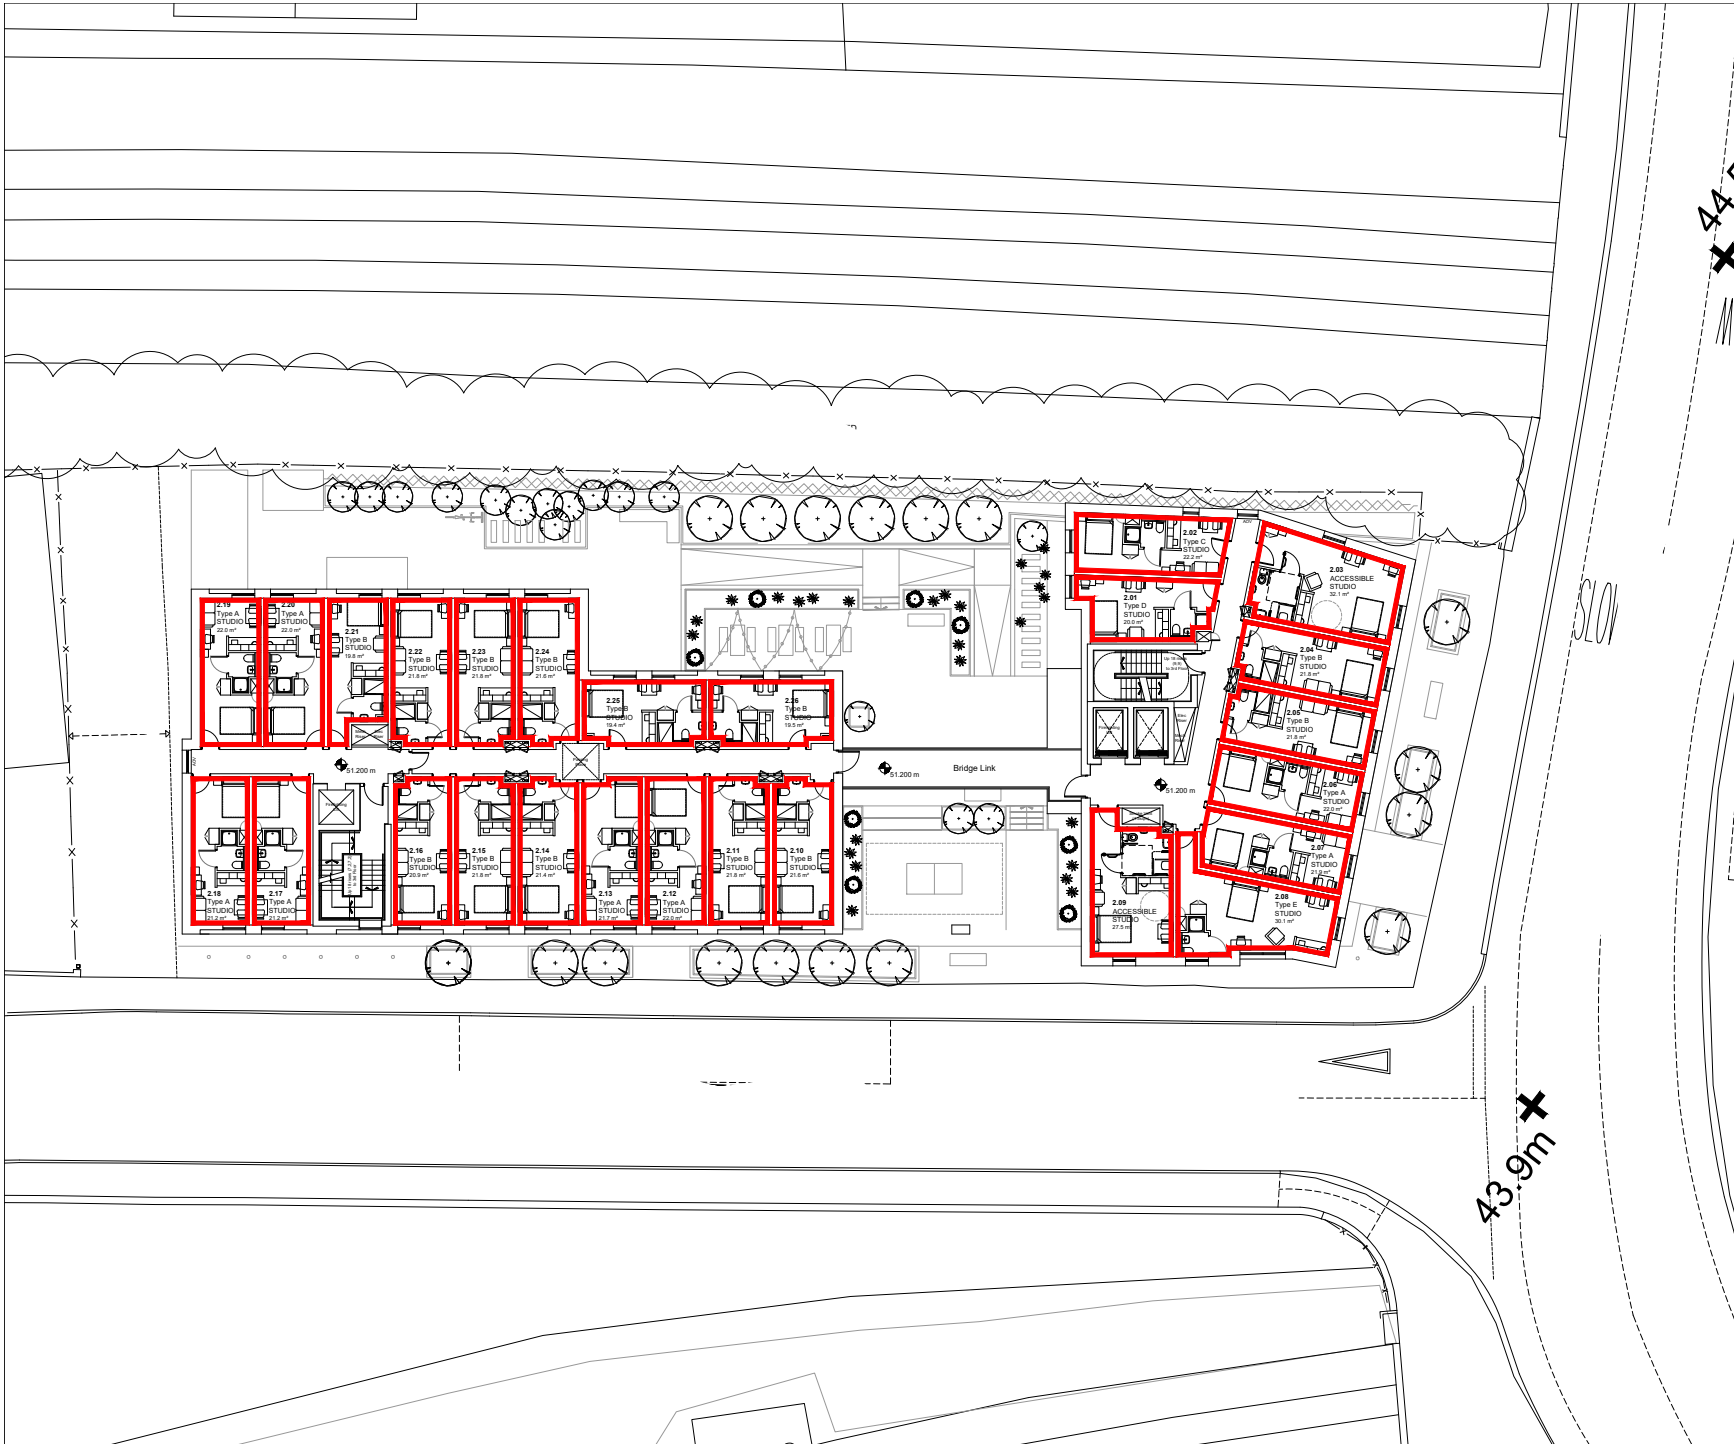 44
2.02
Type C
STUDIO
22.2 m²
AOV
2.03
ACCESSIBLE
STUDIO
32.1 m²
2.01
Type D
STUDIO
20.0 m²
2.19
Type A
STUDIO
22.0 m²
2.20
Type A
STUDIO
22.0 m²
2.21
Type B
STUDIO
19.8 m²
2.22
Type B
STUDIO
21.8 m²
2.23
Type B
STUDIO
21.8 m²
2.24
Type B
STUDIO
21.6 m²
2.04
Type B
STUDIO
21.8 m²
2.25
Type B
STUDIO
19.4 m²
2.26
Type B
STUDIO
19.5 m²
2.05
Type B
STUDIO
21.8 m²
AOV
51.200 m
51.200 m
Bridge Link
51.200 m
2.06
Type A
STUDIO
22.0 m²
2.16
Type B
STUDIO
20.9 m²
2.15
Type B
STUDIO
21.8 m²
2.14
Type B
STUDIO
21.4 m²
2.11
Type B
STUDIO
21.8 m²
2.10
Type B
STUDIO
21.6 m²
2.07
Type A
STUDIO
21.9 m²
2.18
Type A
STUDIO
21.2 m²
2.17
Type A
STUDIO
21.2 m²
2.13
Type A
STUDIO
21.7 m²
2.12
Type A
STUDIO
22.0 m²
2.09
ACCESSIBLE
STUDIO
27.5 m²
2.08
Type E
STUDIO
30.1 m²
43.9m